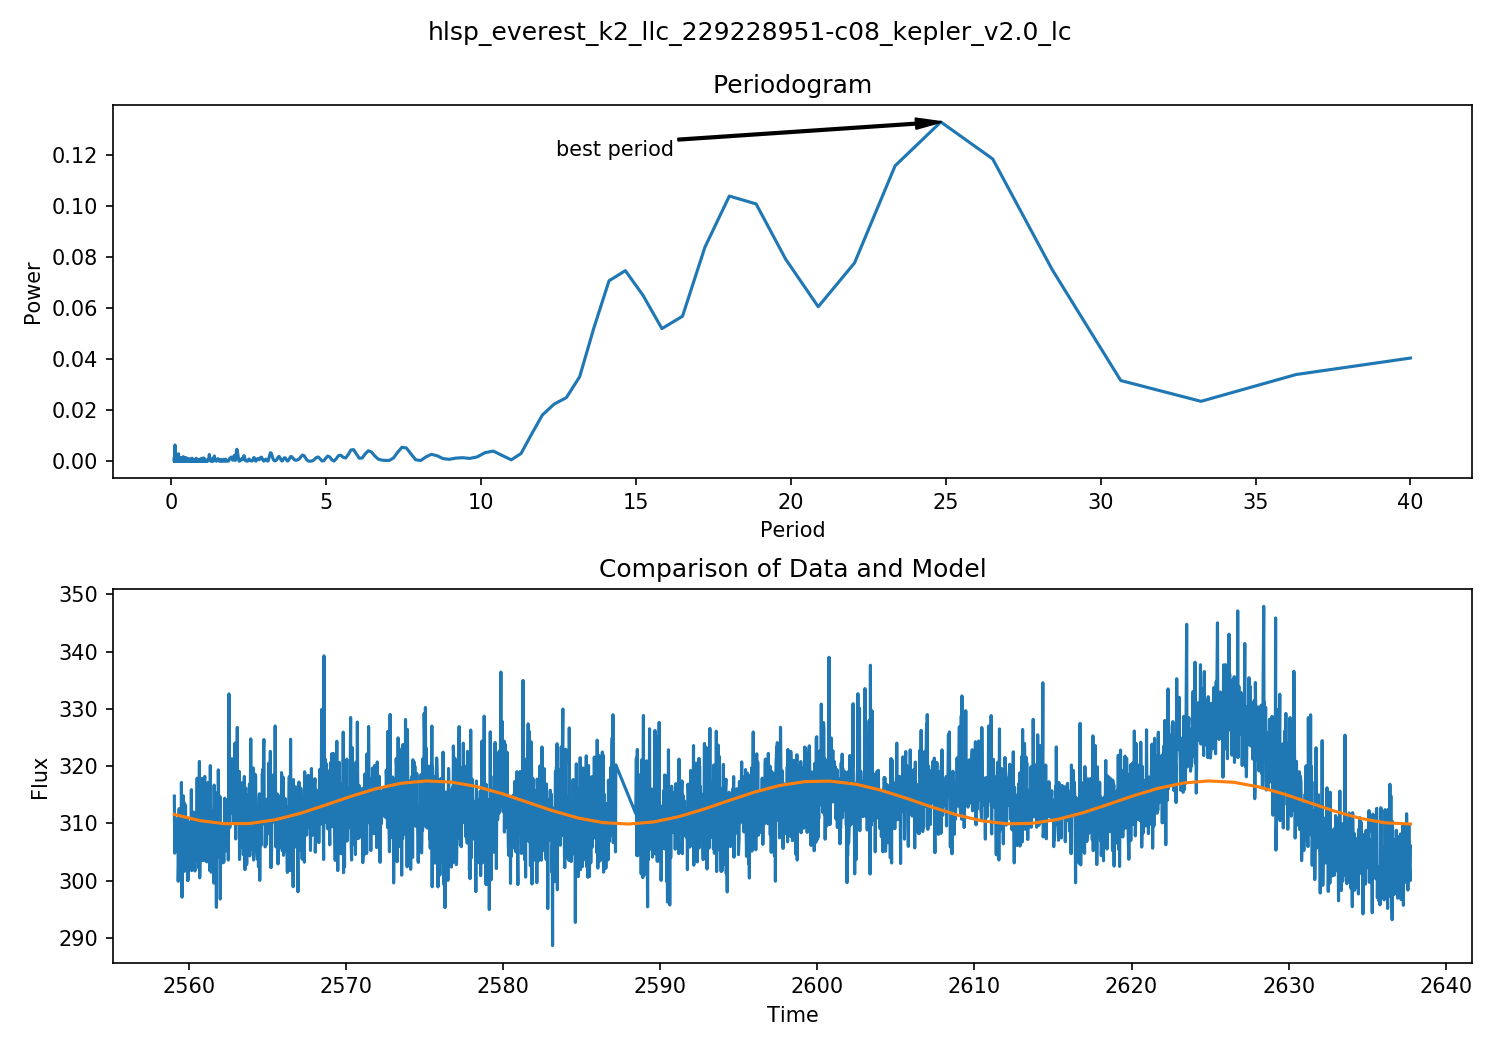 hlsp_everest_k2_llc_229228951-c08_kepler_v2.0_lc
Periodogram
best period
0.12
0.10
0.08
0.06
0.04
0.02
0.00
Power
0 5 10 15 20 25 30 35 40
Period
Comparison of Data and Model
350
340
330
320
310
300
290
Flux
2560 2570 2580 2590 2600 2610 2620 2630 2640
Time